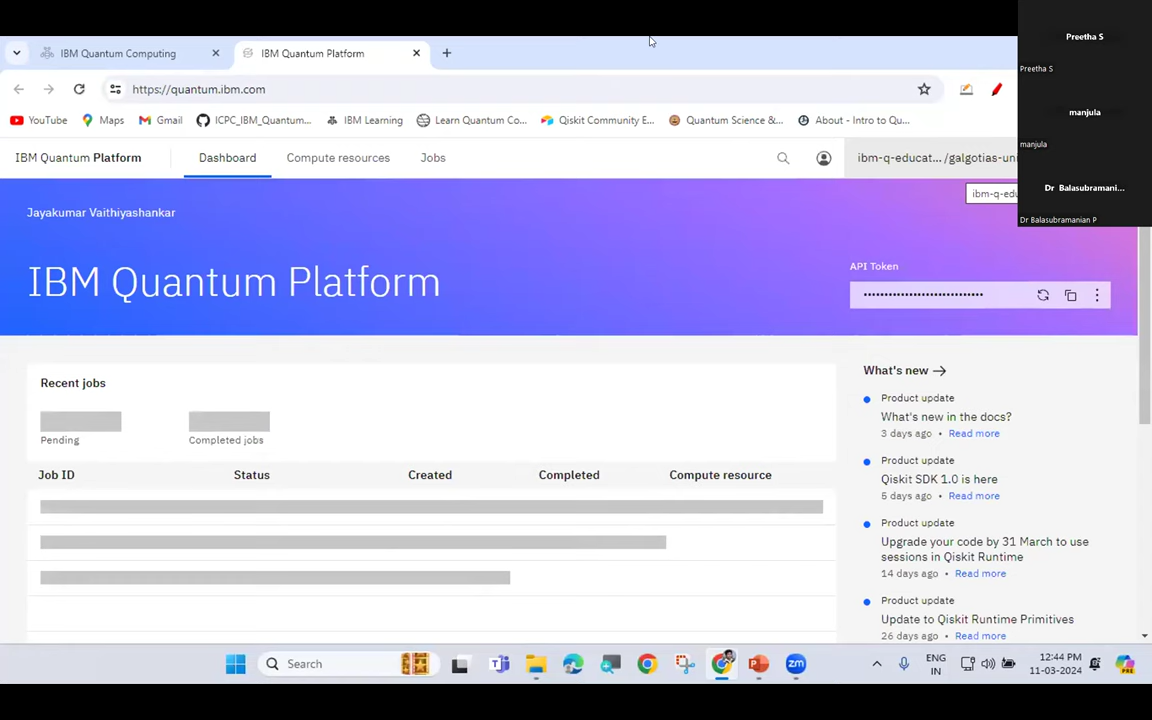 Preetha S
Preetha S
manjula
manjula
Dr Balasubramani...
Dr Balasubramanian P
IBM Quantum Computing
IBM Quantum Platform
https://quantum.ibm.com
YouTube
Maps
Gmail
ICPC_IBM_Quantum...
IBM Learning
Learn Quantum Co...
Qiskit Community E...
Quantum Science &...
About - Intro to Qu...
IBM Quantum Platform
Dashboard
Compute resources
Jobs
ibm-q-educat... /galgotias-uni
ibm-q-edu
Jayakumar Vaithiyashankar
IBM Quantum Platform
API Token
Recent jobs
Pending
Completed jobs
Job ID
Status
Created
Completed
Compute resource
What's new
Product update
What's new in the docs?
3 days ago • Read more
Product update
Qiskit SDK 1.0 is here
5 days ago • Read more
Product update
Upgrade your code by 31 March to use
sessions in Qiskit Runtime
14 days ago • Read more
Product update
Update to Qiskit Runtime Primitives
26 days ago • Read more
Search
zm
ENG
IN
12:44 PM
11-03-2024
PRE